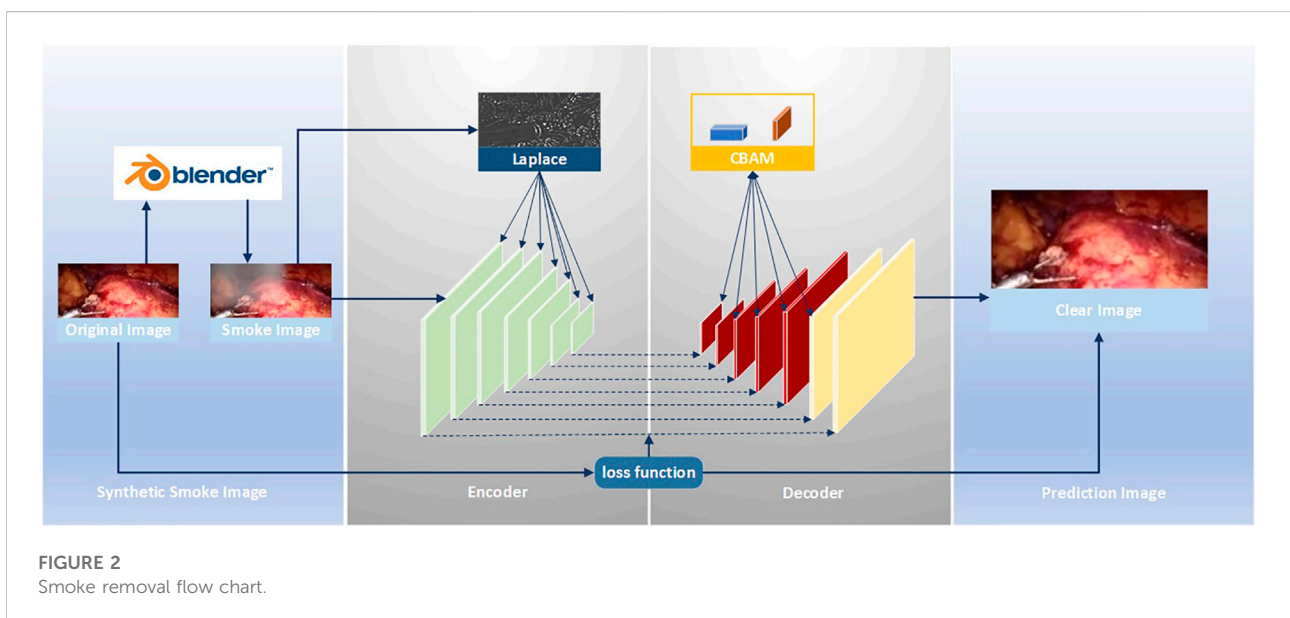 blender™
Laplace
CBAM
Original Image
Smoke Image
Clear Image
loss function
Synthetic Smoke Image
Encoder
Decoder
Prediction Image
FIGURE 2
Smoke removal flow chart.